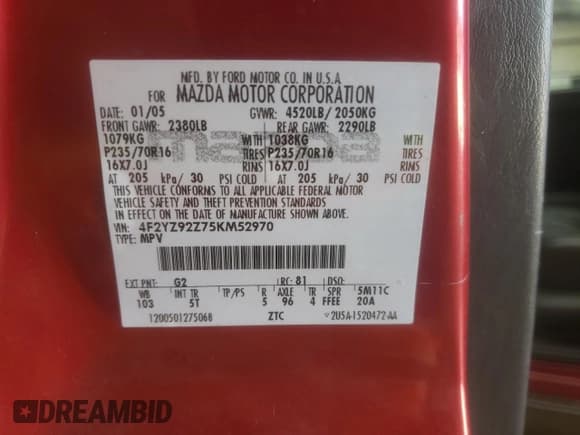 MFD. BY FORD MOTOR CO. IN U.S.A.
FOR MAZDA MOTOR CORPORATION
DATE: 01/05 GVWR: 4520LB/ 2050KG
FRONT GAWR: 2380LB REAR GAWR: 2290LB
1079KG WITH 1038KG WITH
P235/70R16 TIRES P235/70R16 TIRES
16X7.0J RIMS 16X7.0J RIMS
AT 205 kPa/ 30 PSI COLD AT 205 kPa/ 30 PSI COLD
THIS VEHICLE CONFORMS TO ALL APPLICABLE FEDERAL MOTOR
VEHICLE SAFETY AND THEFT PREVENTION STANDARDS
IN EFFECT ON THE DATE OF MANUFACTURE SHOWN ABOVE.
VIN: 4F2YZ92Z75KM52970
TYPE: MPV
EXT PNT: G2 RC: 81 DSO:
WB INT TR TP/PS R AXLE TR SPR 5M11C
103 5T 5 96 4 FFEE 20A
1200501275068 ZTC 2U5A-1520472-AA
mazda
DREAMBID